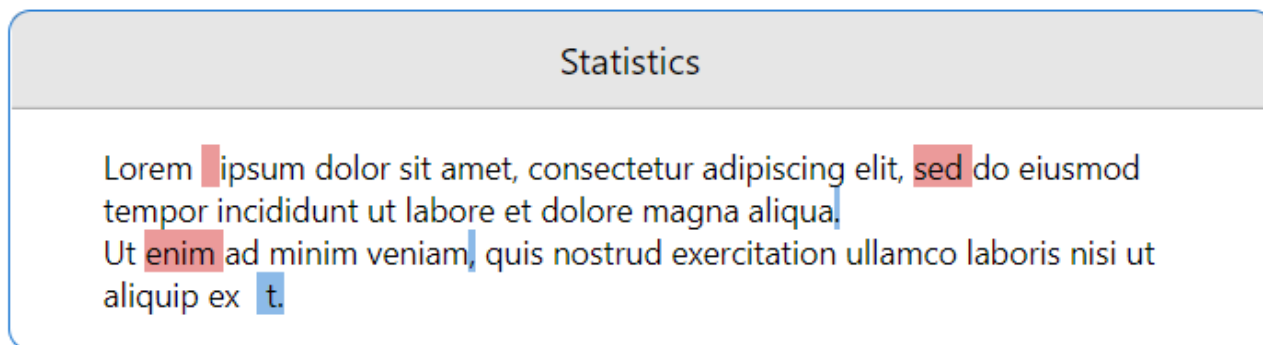 Statistics
Lorem ipsum dolor sit amet, consectetur adipiscing elit, sed do eiusmod
tempor incididunt ut labore et dolore magna aliqua.
Ut enim ad minim veniam, quis nostrud exercitation ullamco laboris nisi ut
aliquip ex t.